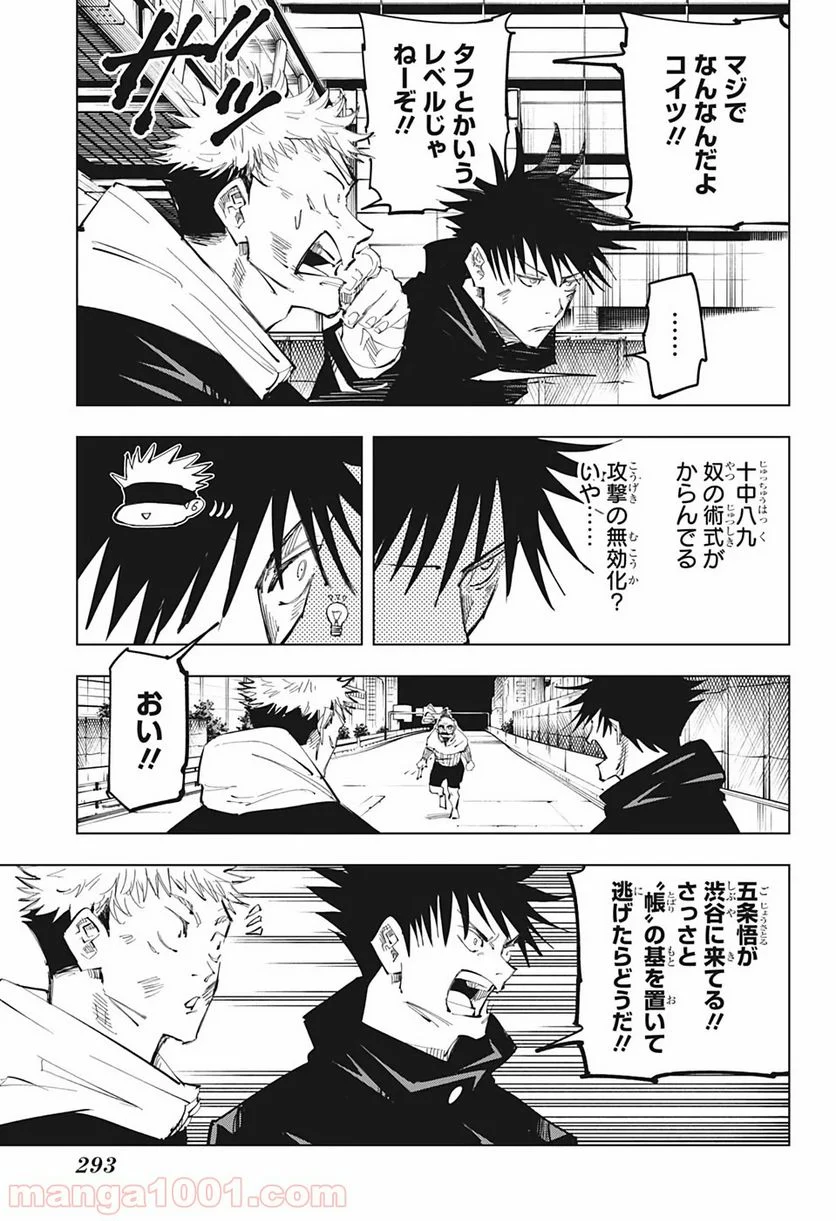 マジで
なんなんだよ
コイツ!!
タフとかいう
レベルじゃ
ねーぞ!!
……
十中八九
奴の術式が
からんでる
攻撃の無効化?
いや……
おい!!
五条悟が
渋谷に来てる!!
さっさと
〝帳〟の基を置いて
逃げたらどうだ!!
293
manga1001.com